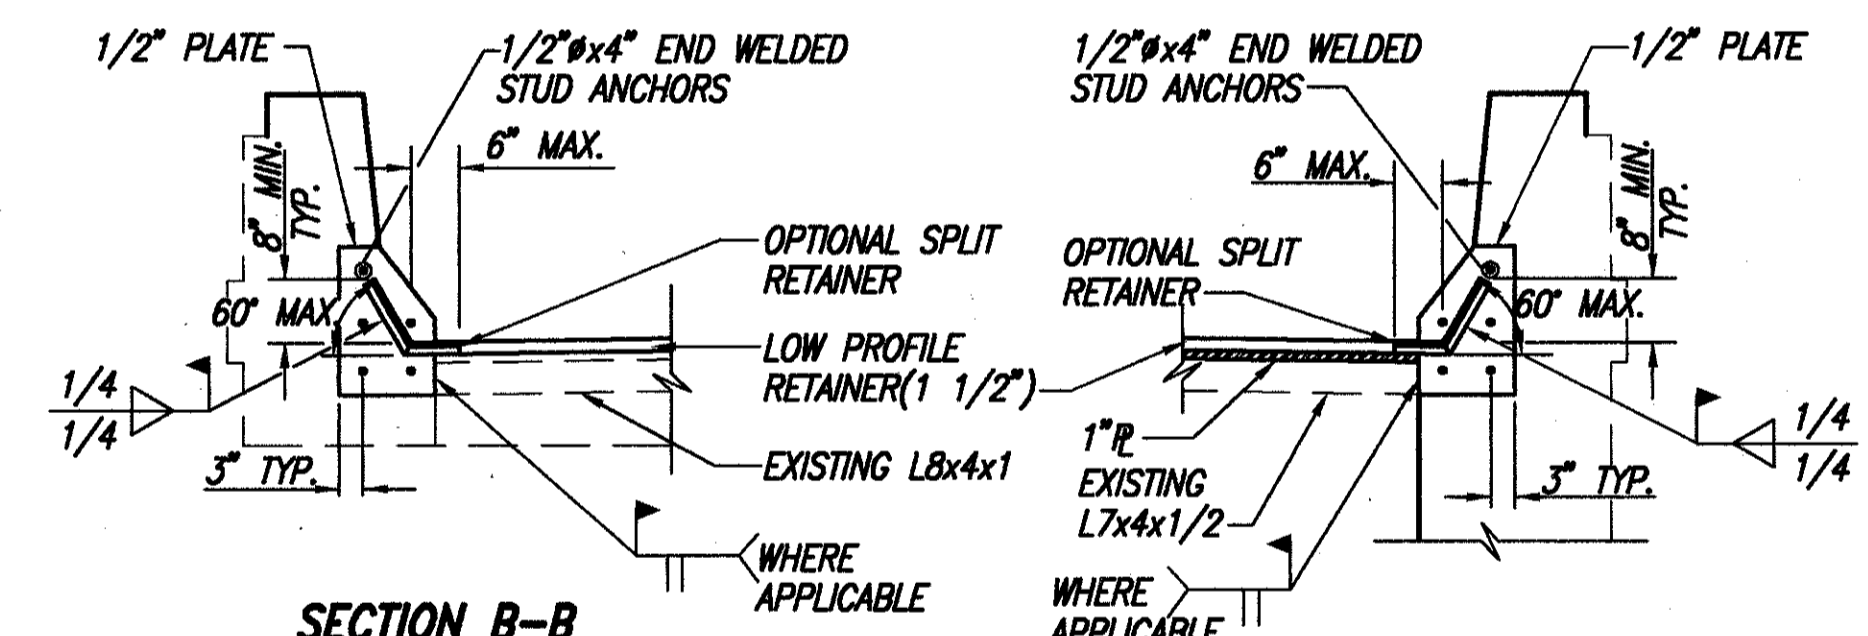 1/2" PLATE
1/2"øx4" END WELDED
STUD ANCHORS
6" MAX.
8" MIN.
TYP.
60° MAX
OPTIONAL SPLIT
RETAINER
LOW PROFILE
RETAINER(1 1/2")
1/4
1/4
3" TYP.
EXISTING L8x4x1
WHERE
APPLICABLE
SECTION B-B
1/2"øx4" END WELDED
STUD ANCHORS
1/2" PLATE
6" MAX.
8" MIN.
TYP.
OPTIONAL SPLIT
RETAINER
60° MAX.
1"℄
EXISTING
L7x4x1/2
1/4
1/4
3" TYP.
WHERE
APPLICABLE